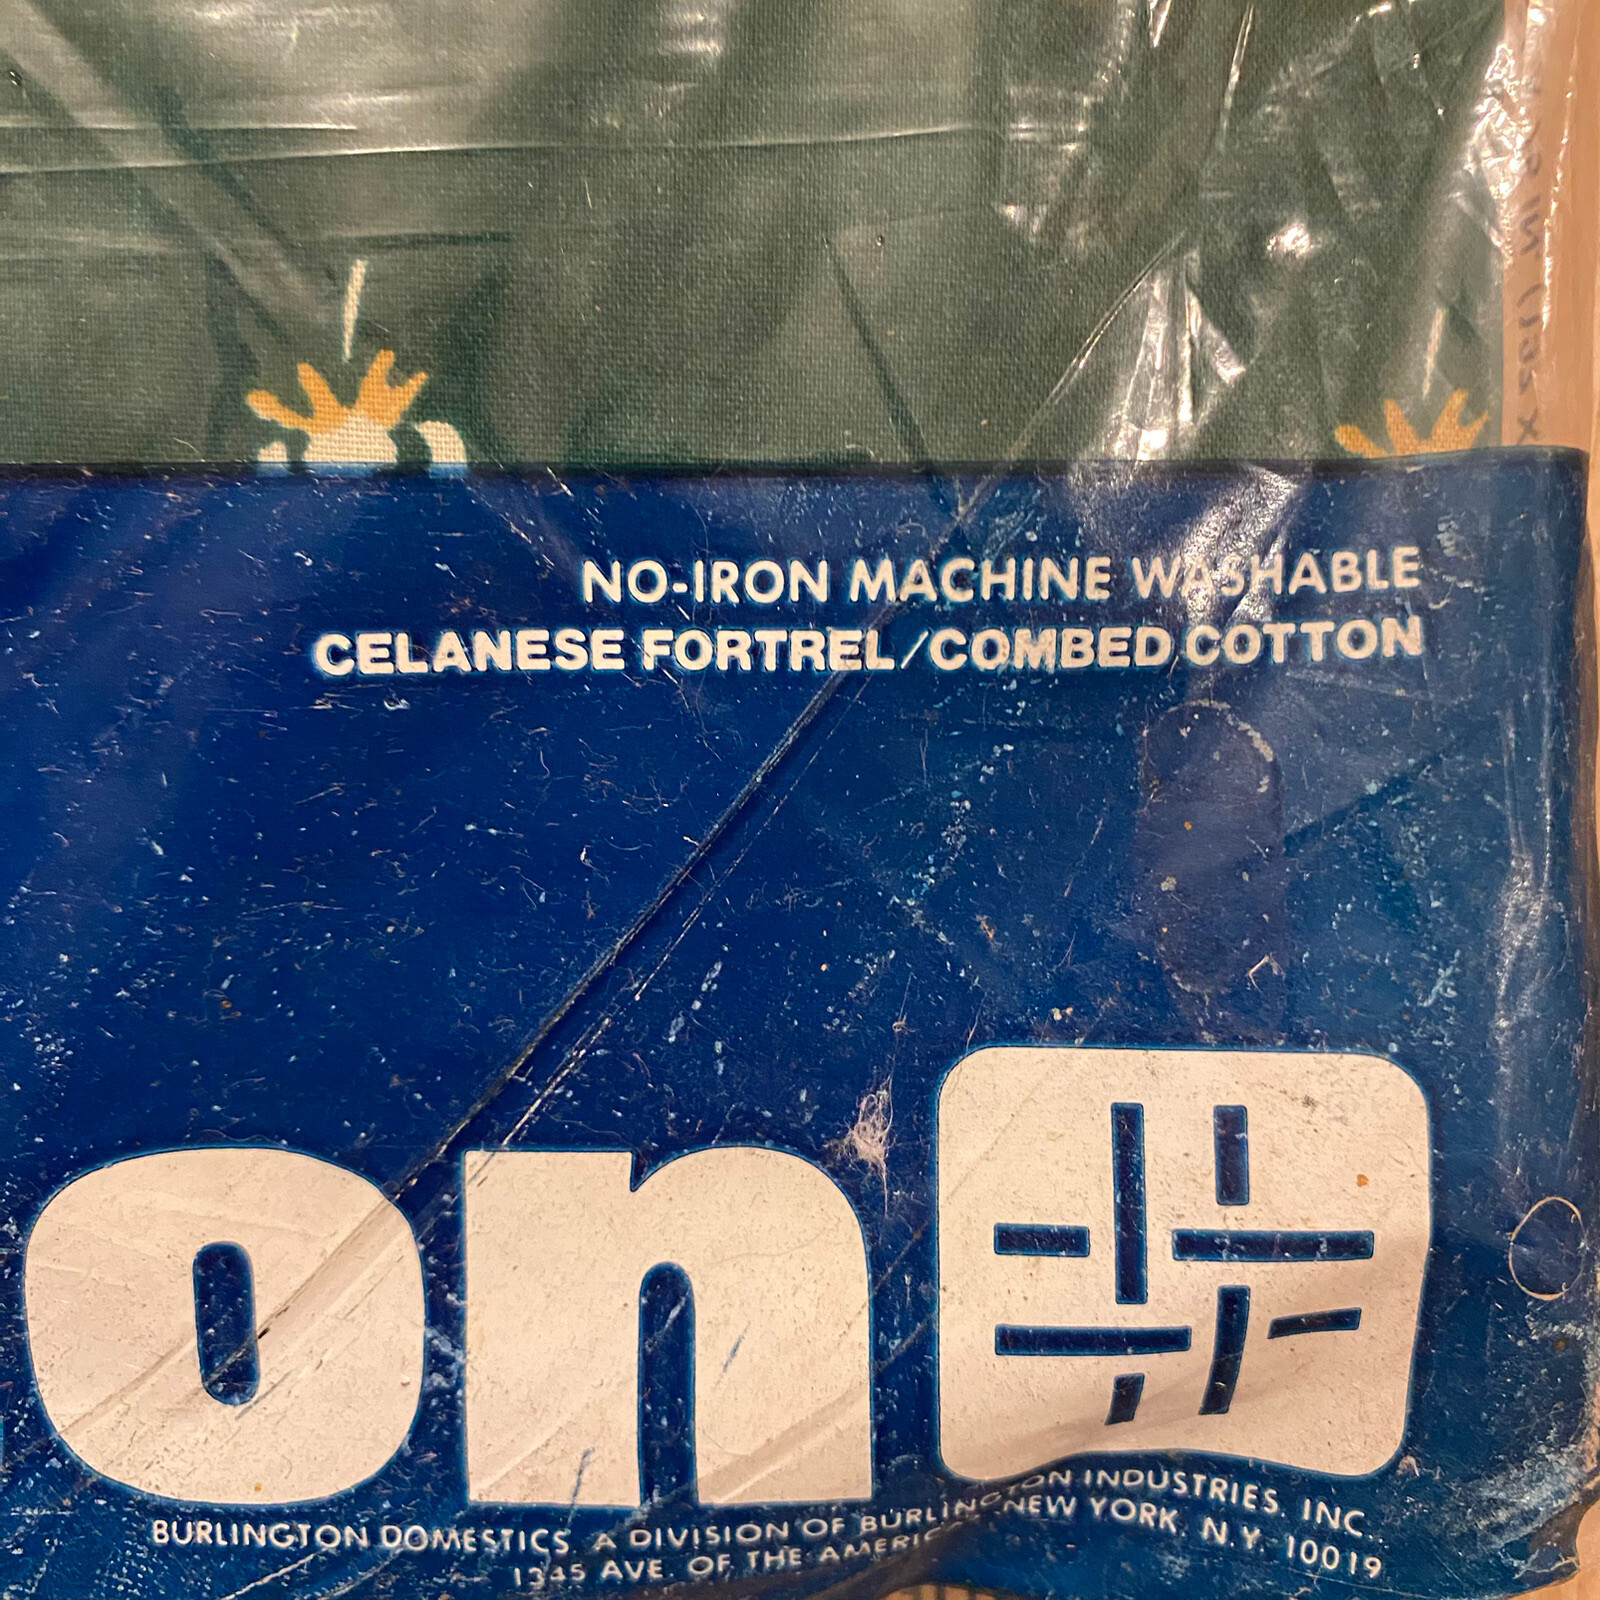 NO-IRON MACHINE WASHABLE
CELANESE FORTREL/COMBED COTTON
on
BURLINGTON DOMESTICS, A DIVISION OF BURLINGTON INDUSTRIES, INC.,
1345 AVE. OF THE AMERIC NEW YORK, N.Y. 10019